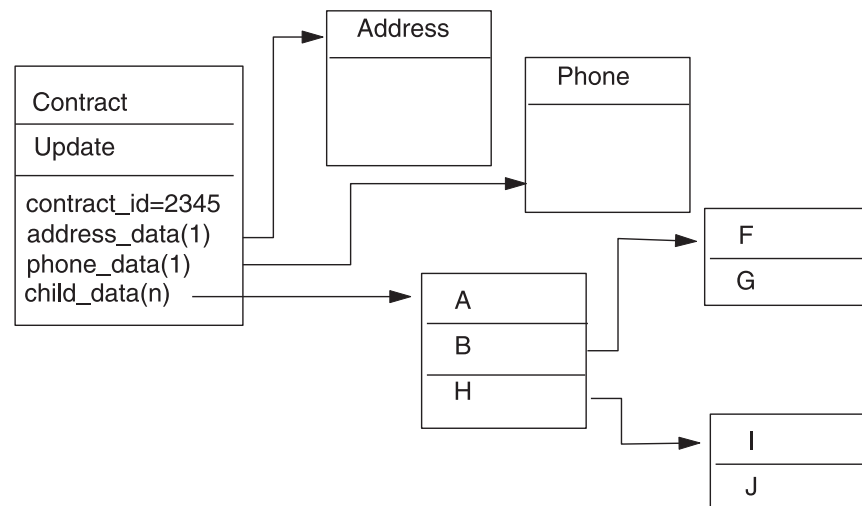 Address
Phone
Contract
Update
contract_id=2345
address_data(1)
phone_data(1)
child_data(n)
A
B
H
F
G
I
J